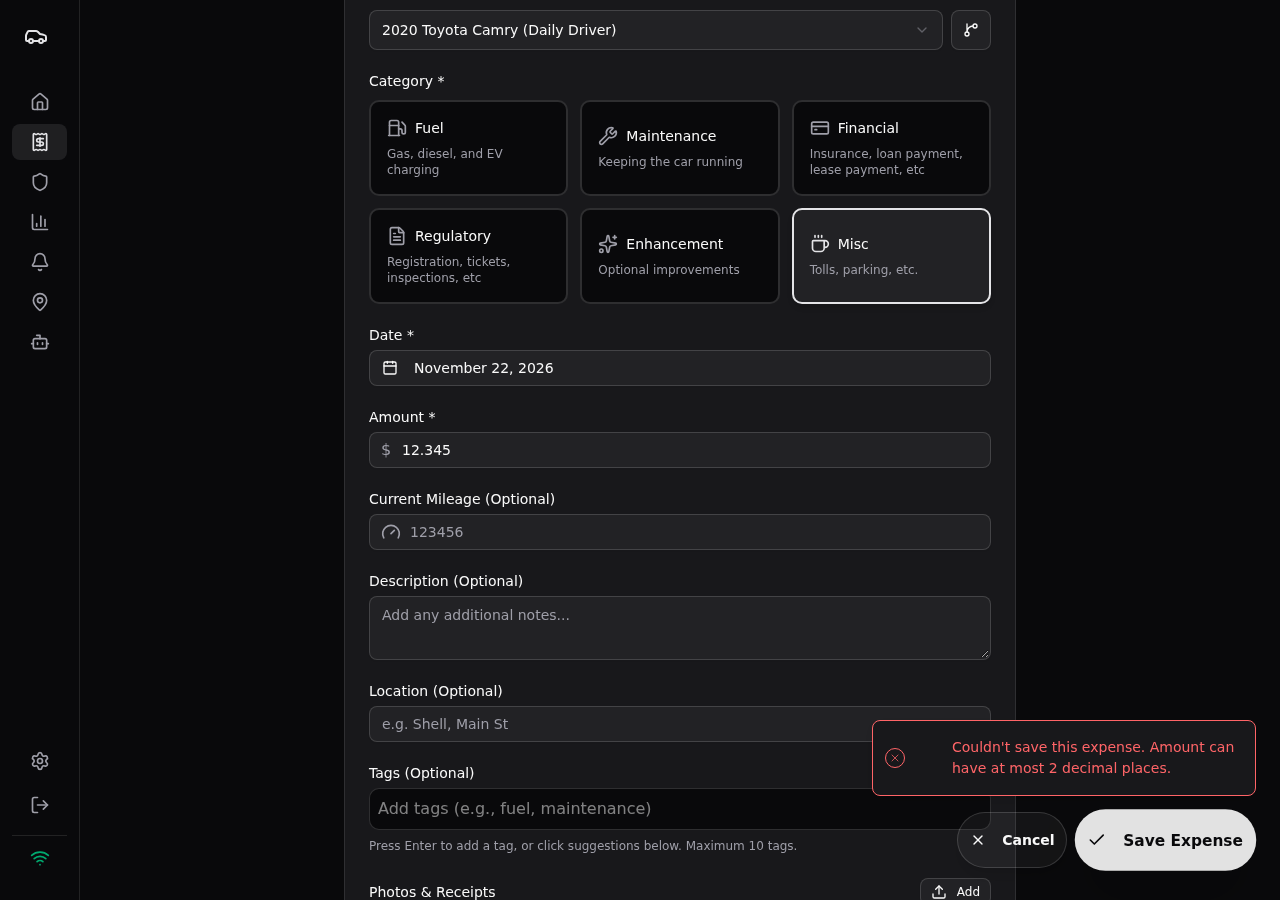 2020 Toyota Camry (Daily Driver)
Category *
Fuel
Gas, diesel, and EV
charging
Maintenance
Keeping the car running
Financial
Insurance, loan payment,
lease payment, etc
Regulatory
Registration, tickets,
inspections, etc
Enhancement
Optional improvements
Misc
Tolls, parking, etc.
Date *
November 22, 2026
Amount *
$ 12.345
Current Mileage (Optional)
123456
Description (Optional)
Add any additional notes...
Location (Optional)
e.g. Shell, Main St
Couldn't save this expense. Amount can
have at most 2 decimal places.
Tags (Optional)
Add tags (e.g., fuel, maintenance)
Press Enter to add a tag, or click suggestions below. Maximum 10 tags.
Cancel
Save Expense
Photos & Receipts
Add